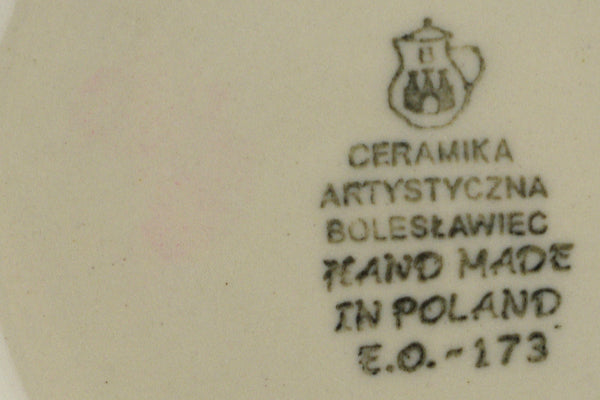 CERAMIKA
ARTYSTYCZNA
BOLESŁAWIEC
HAND MADE
IN POLAND
E.O.-173